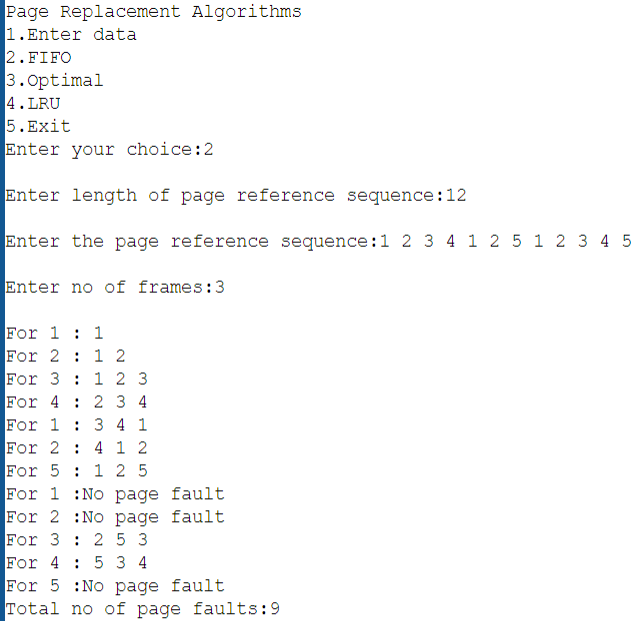 Page Replacement Algorithms
1.Enter data
2.FIFO
3.Optimal
4.LRU
5.Exit
Enter your choice:2
Enter length of page reference sequence:12
Enter the page reference sequence:1 2 3 4 1 2 5 1 2 3 4 5
Enter no of frames:3
For 1 : 1
For 2 : 1 2
For 3 : 1 2 3
For 4 : 2 3 4
For 1 : 3 4 1
For 2 : 4 1 2
For 5 : 1 2 5
For 1 :No page fault
For 2 :No page fault
For 3 : 2 5 3
For 4 : 5 3 4
For 5 :No page fault
Total no of page faults:9